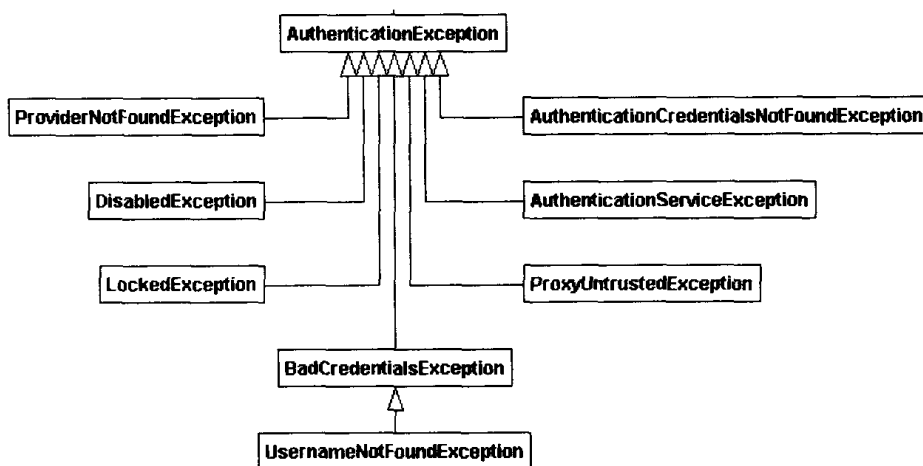 AuthenticationException
ProviderNotFoundException
AuthenticationCredentialsNotFoundException
DisabledException
AuthenticationServiceException
LockedException
ProxyUntrustedException
BadCredentialsException
UsernameNotFoundException